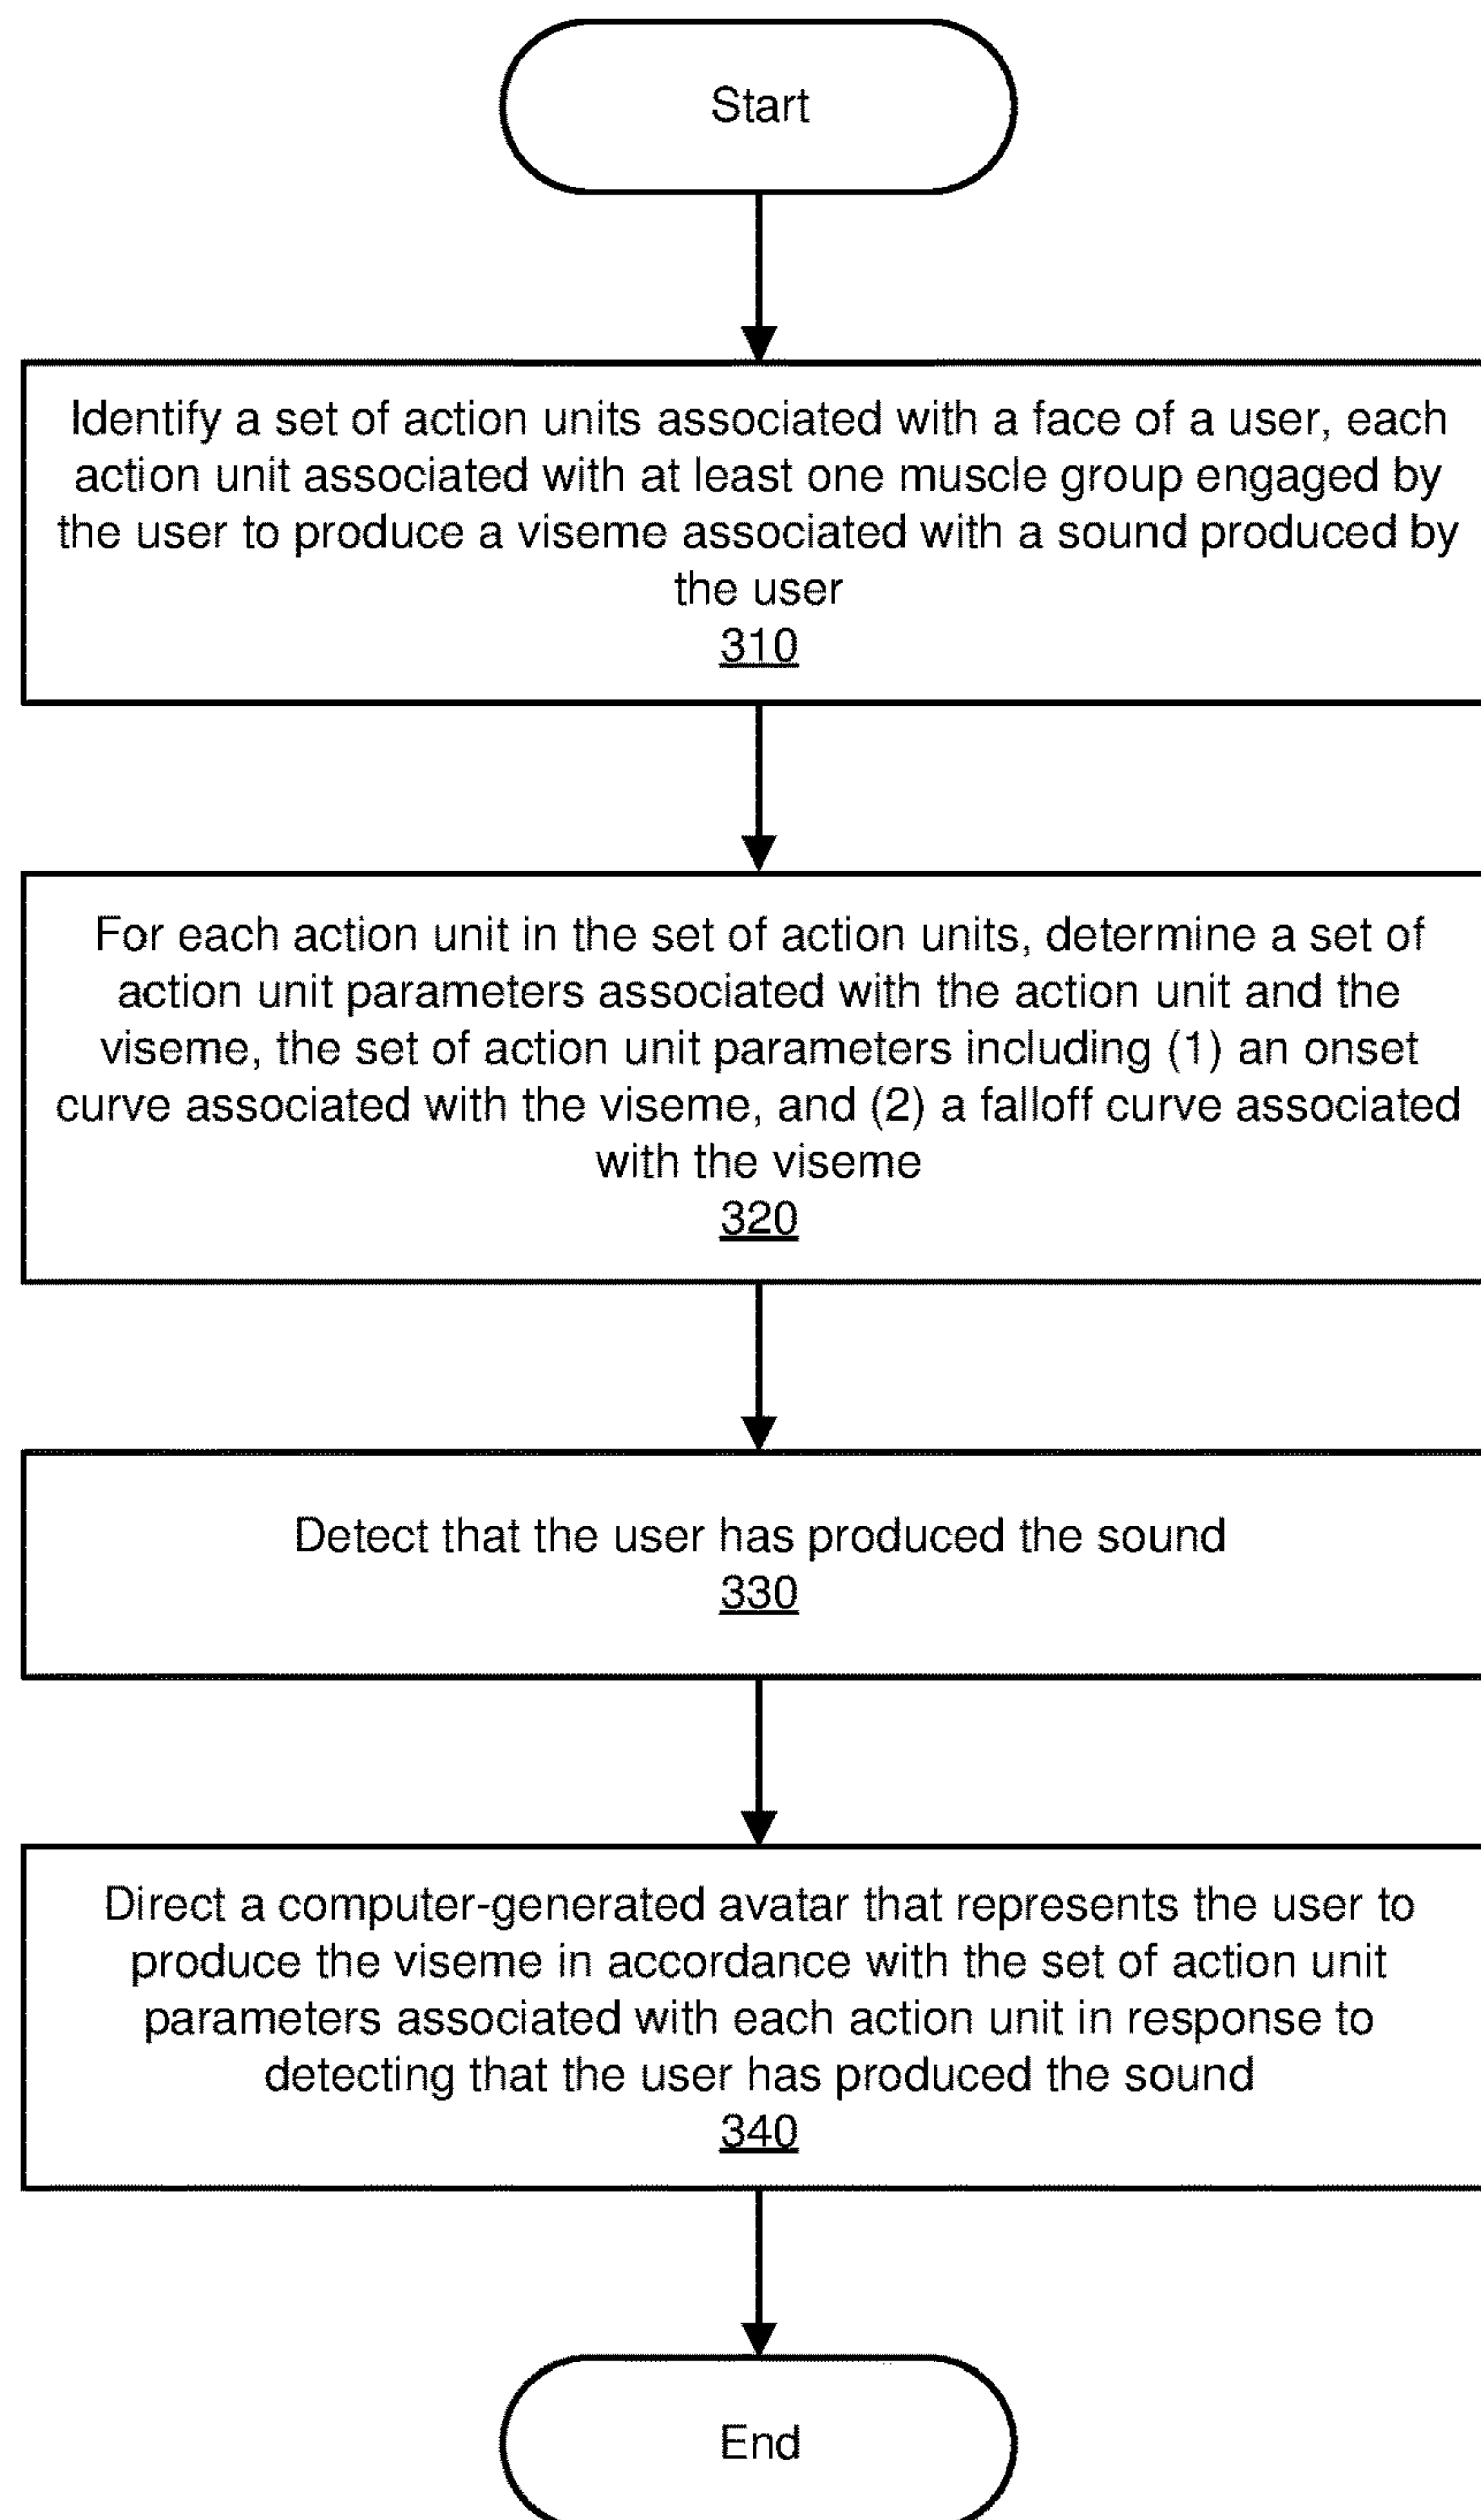 Start
Identify a set of action units associated with a face of a user, each
action unit associated with at least one muscle group engaged by
the user to produce a viseme associated with a sound produced by
the user
310
For each action unit in the set of action units, determine a set of
action unit parameters associated with the action unit and the
viseme, the set of action unit parameters including (1) an onset
curve associated with the viseme, and (2) a falloff curve associated
with the viseme
320
Detect that the user has produced the sound
330
Direct a computer-generated avatar that represents the user to
produce the viseme in accordance with the set of action unit
parameters associated with each action unit in response to
detecting that the user has produced the sound
340
End